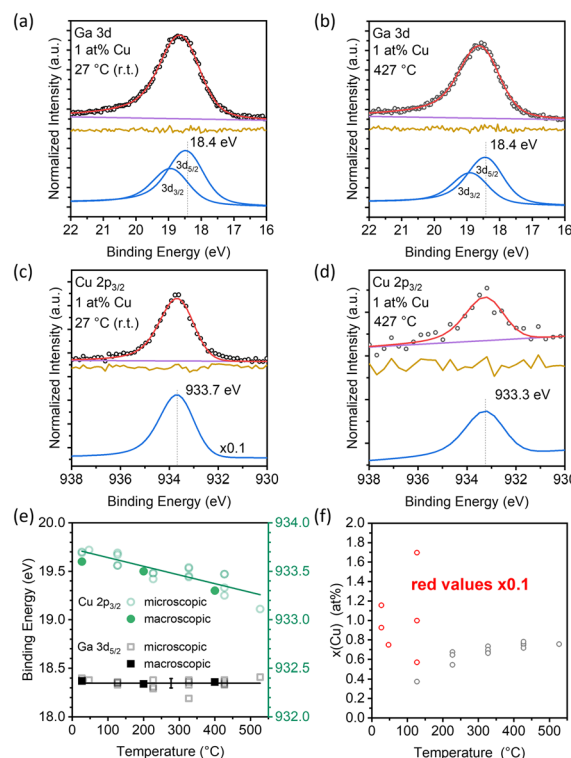 (a)
Ga 3d
1 at% Cu
27 °C (r.t.)
18.4 eV
3d5/2
3d3/2
Normalized Intensity (a.u.)
22 21 20 19 18 17 16
Binding Energy (eV)
(b)
Ga 3d
1 at% Cu
427 °C
18.4 eV
3d5/2
3d3/2
Normalized Intensity (a.u.)
22 21 20 19 18 17 16
Binding Energy (eV)
(c)
Cu 2p3/2
1 at% Cu
27 °C (r.t.)
933.7 eV
x0.1
Normalized Intensity (a.u.)
938 936 934 932 930
Binding Energy (eV)
(d)
Cu 2p3/2
1 at% Cu
427 °C
933.3 eV
Normalized Intensity (a.u.)
938 936 934 932 930
Binding Energy (eV)
(e)
20.0
19.5
19.0
18.5
18.0
Binding Energy (eV)
934.0
933.5
933.0
932.5
932.0
Cu 2p3/2 microscopic
macroscopic
Ga 3d5/2 microscopic
macroscopic
0 100 200 300 400 500
Temperature (°C)
(f)
2.0
1.8
1.6
1.4
1.2
1.0
0.8
0.6
0.4
0.2
0.0
x(Cu) (at%)
red values x0.1
0 100 200 300 400 500
Temperature (°C)